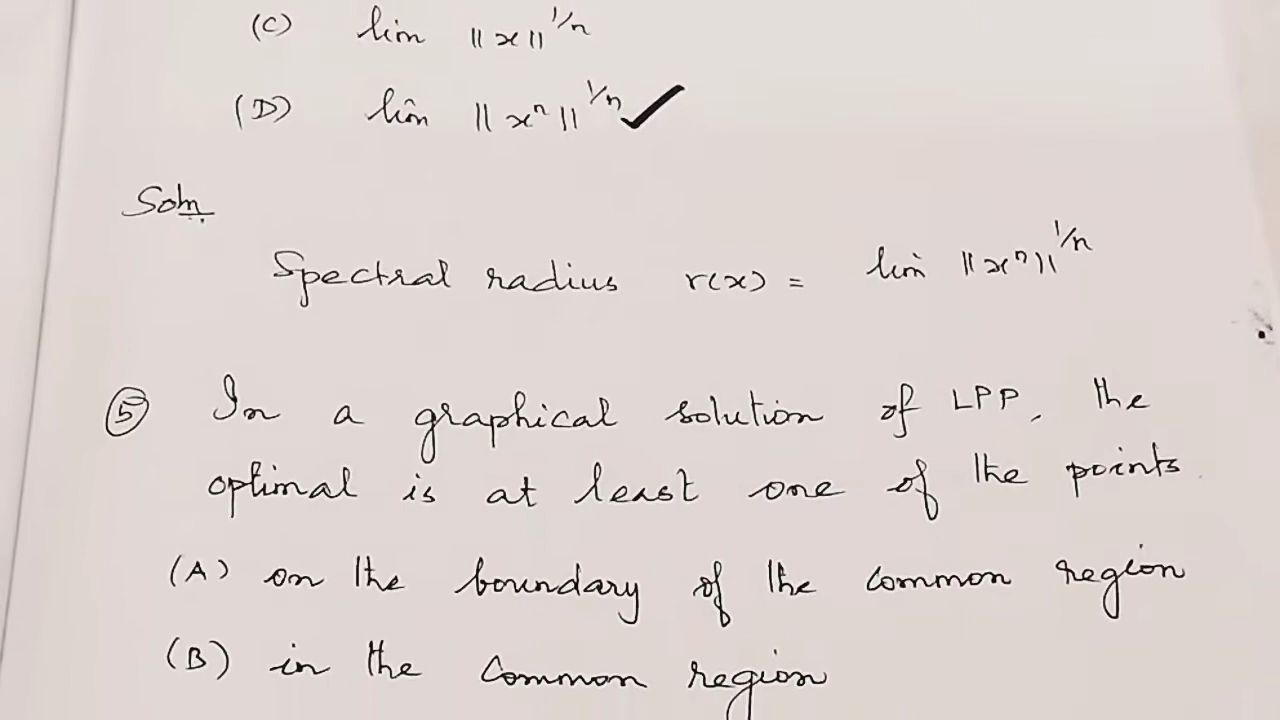 (C) lim ||x||^1/n
(D) lim ||x^n||^1/n ✓
Soln
Spectral radius r(x) = lim ||x^n||^1/n
⑤ In a graphical solution of LPP, the
optimal is at least one of the points
(A) on the boundary of the common region
(B) in the common region